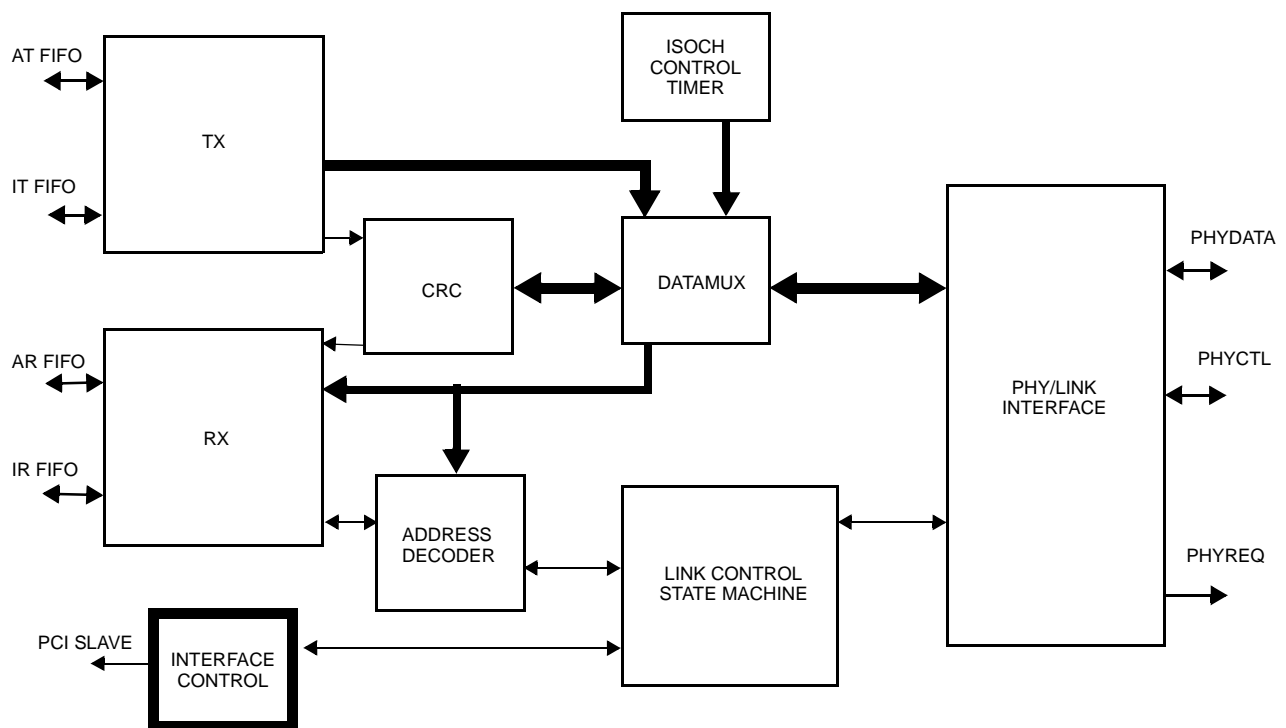 AT FIFO
ISOCH
CONTROL
TIMER
TX
IT FIFO
CRC
DATAMUX
PHYDATA
AR FIFO
PHYCTL
PHY/LINK
INTERFACE
RX
IR FIFO
ADDRESS
DECODER
LINK CONTROL
STATE MACHINE
PHYREQ
PCI SLAVE
INTERFACE
CONTROL